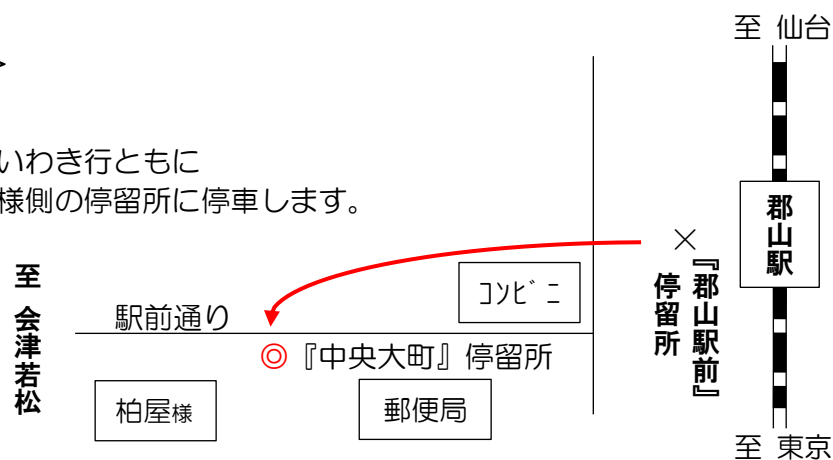 至 仙台
>
いわき行ともに
様側の停留所に停車します。
郡山駅
×
『郡山駅前』
停留所
至 会津若松
コンビニ
駅前通り
◎『中央大町』停留所
柏屋様
郵便局
至 東京